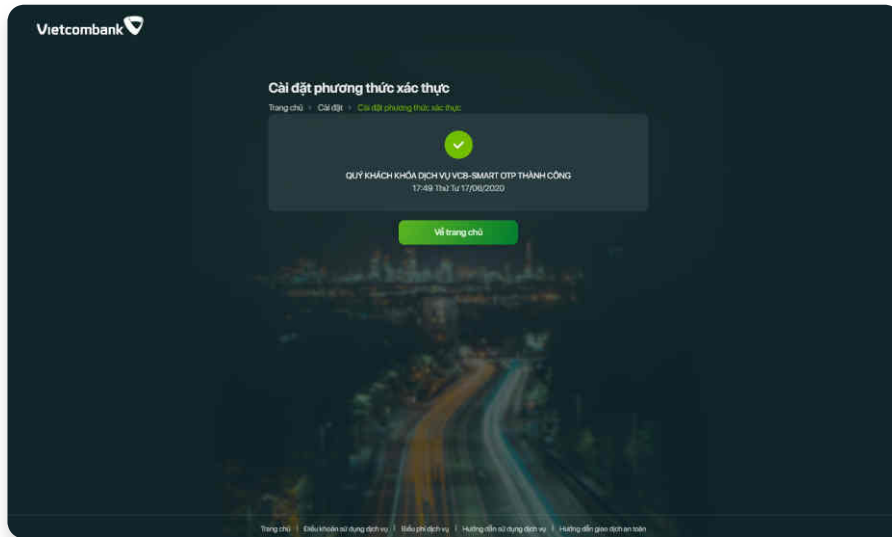 Vietcombank
Cài đặt phương thức xác thực
Trang chủ > Cài đặt > Cài đặt phương thức xác thực
QUÝ KHÁCH KHÓA DỊCH VỤ VCB-SMART OTP THÀNH CÔNG
17:49 Thứ Tư 17/06/2020
Về trang chủ
Trang chủ | Điều khoản sử dụng dịch vụ | Biểu phí dịch vụ | Hướng dẫn sử dụng dịch vụ | Hướng dẫn giao dịch an toàn